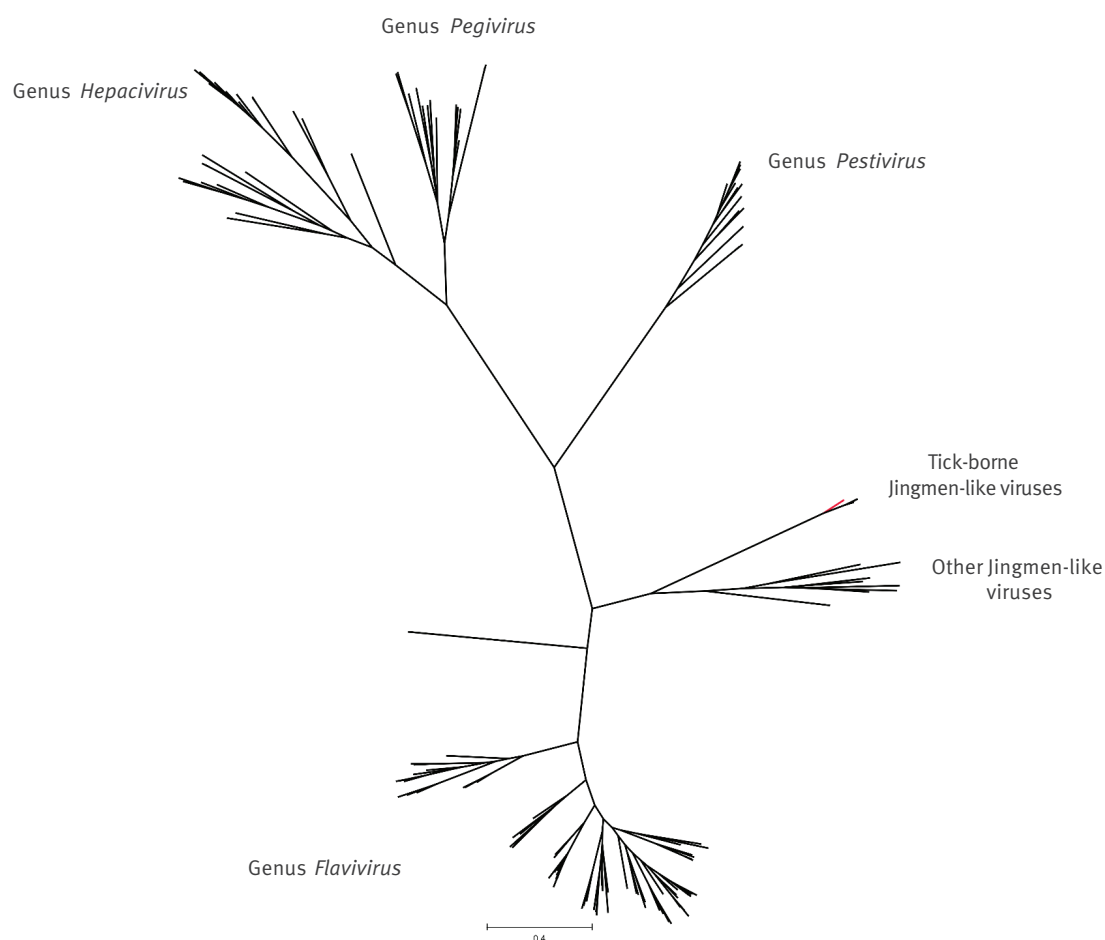 Genus Pegivirus
Genus Hepacivirus
Genus Pestivirus
Tick-borne
Jingmen-like viruses
Other Jingmen-like
viruses
Genus Flavivirus
0.4